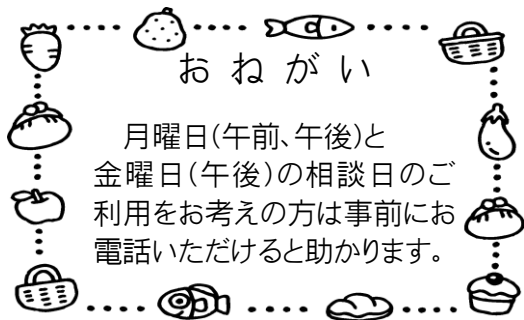 おねがい
月曜日(午前、午後)と
金曜日(午後)の相談日のご
利用をお考えの方は事前にお
電話いただけると助かります。